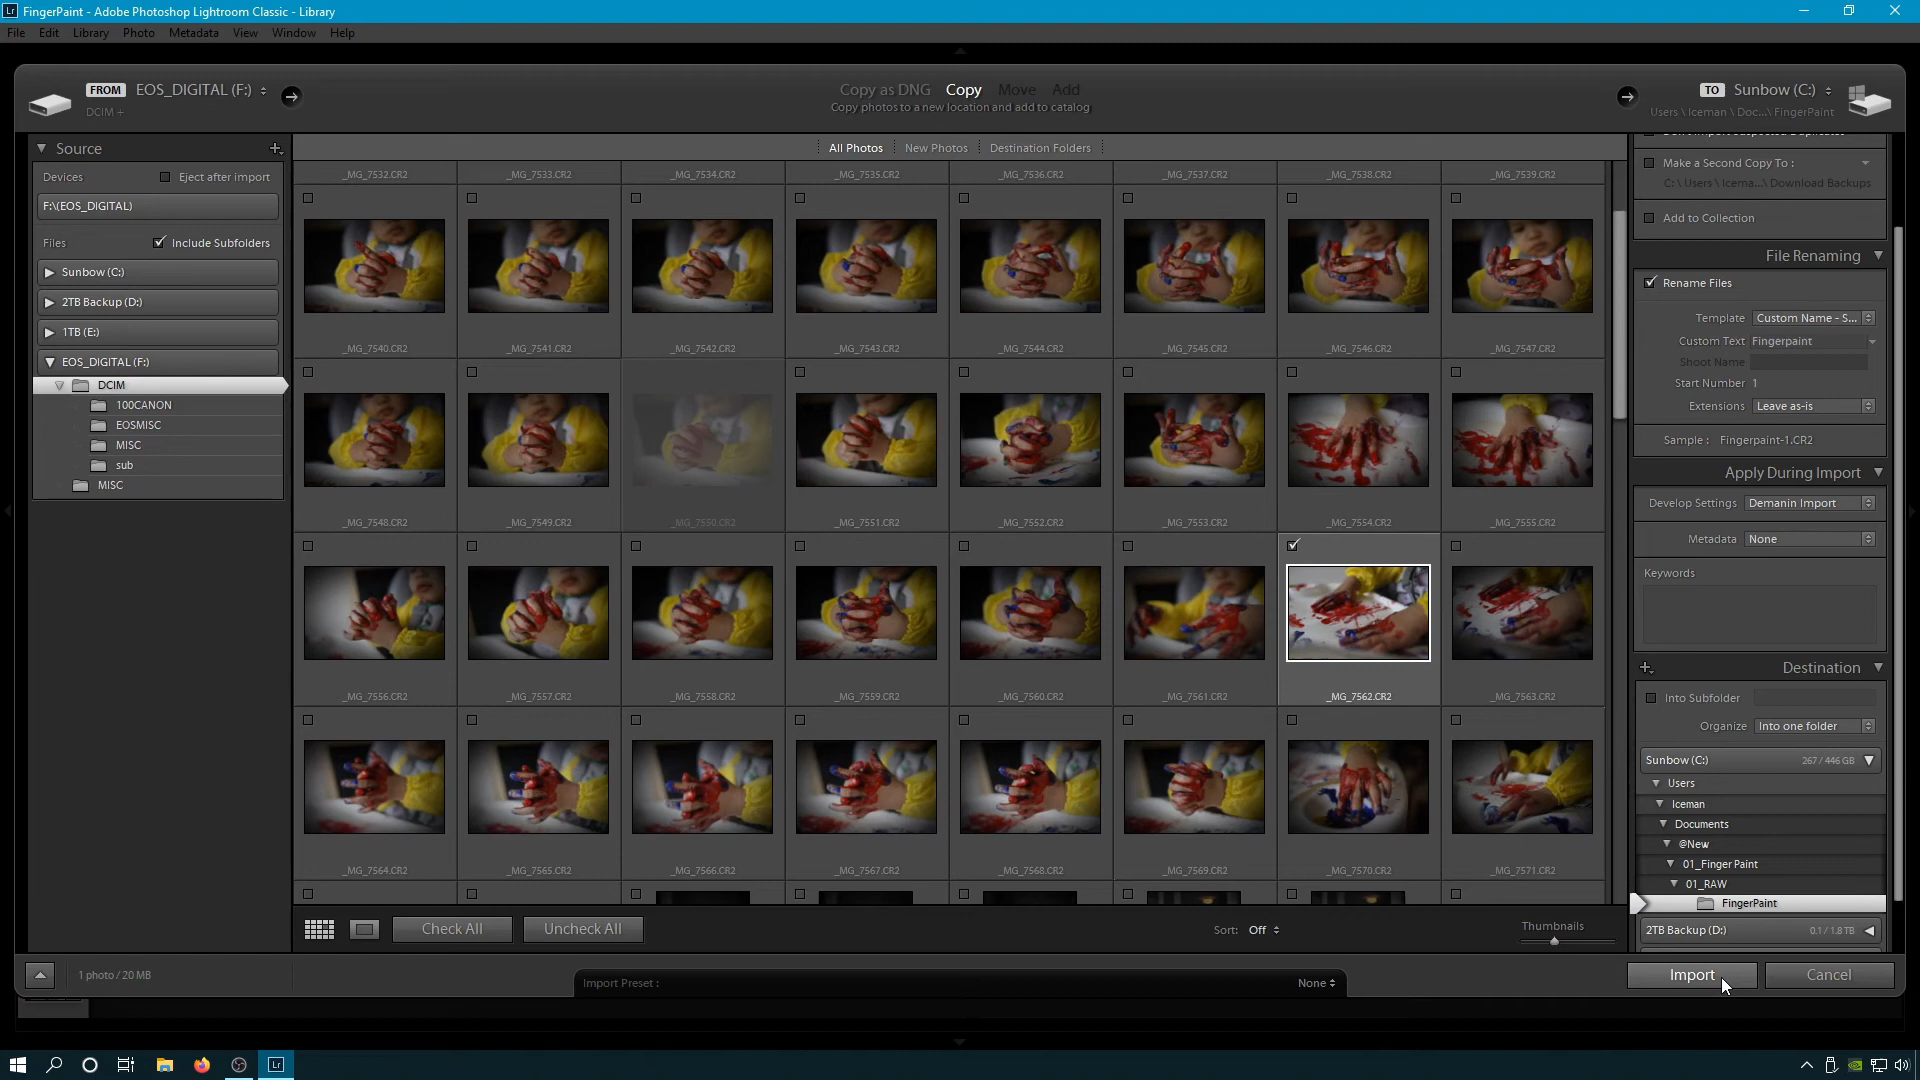 FingerPaint - Adobe Photoshop Lightroom Classic - Library
File Edit Library Photo Metadata View Window Help
FROM EOS_DIGITAL (F:)
DCIM +
Copy as DNG Copy Move Add
Copy photos to a new location and add to catalog
TO Sunbow (C:)
Users \ Iceman \ Doc...\ FingerPaint
Source
Devices Eject after import
F:\(EOS_DIGITAL)
Files Include Subfolders
Sunbow (C:)
2TB Backup (D:)
1TB (E:)
EOS_DIGITAL (F:)
DCIM
100CANON
EOSMISC
MISC
sub
MISC
All Photos New Photos Destination Folders
_MG_7532.CR2 _MG_7533.CR2 _MG_7534.CR2 _MG_7535.CR2 _MG_7536.CR2 _MG_7537.CR2 _MG_7538.CR2 _MG_7539.CR2
_MG_7540.CR2 _MG_7541.CR2 _MG_7542.CR2 _MG_7543.CR2 _MG_7544.CR2 _MG_7545.CR2 _MG_7546.CR2 _MG_7547.CR2
_MG_7548.CR2 _MG_7549.CR2 _MG_7550.CR2 _MG_7551.CR2 _MG_7552.CR2 _MG_7553.CR2 _MG_7554.CR2 _MG_7555.CR2
_MG_7556.CR2 _MG_7557.CR2 _MG_7558.CR2 _MG_7559.CR2 _MG_7560.CR2 _MG_7561.CR2 _MG_7562.CR2 _MG_7563.CR2
_MG_7564.CR2 _MG_7565.CR2 _MG_7566.CR2 _MG_7567.CR2 _MG_7568.CR2 _MG_7569.CR2 _MG_7570.CR2 _MG_7571.CR2
Don't Import Suspected Duplicates
Make a Second Copy To :
C: \ Users \ Icema...\ Download Backups
Add to Collection
File Renaming
Rename Files
Template Custom Name - S...
Custom Text Fingerpaint
Shoot Name
Start Number 1
Extensions Leave as-is
Sample : Fingerpaint-1.CR2
Apply During Import
Develop Settings Demanin Import
Metadata None
Keywords
Destination
Into Subfolder
Organize Into one folder
Sunbow (C:) 267 / 446 GB
Users
Iceman
Documents
@New
01_Finger Paint
01_RAW
FingerPaint
2TB Backup (D:) 0.1 / 1.8 TB
Check All Uncheck All Sort: Off Thumbnails
1 photo / 20 MB
Import Preset : None
Import Cancel
Lr